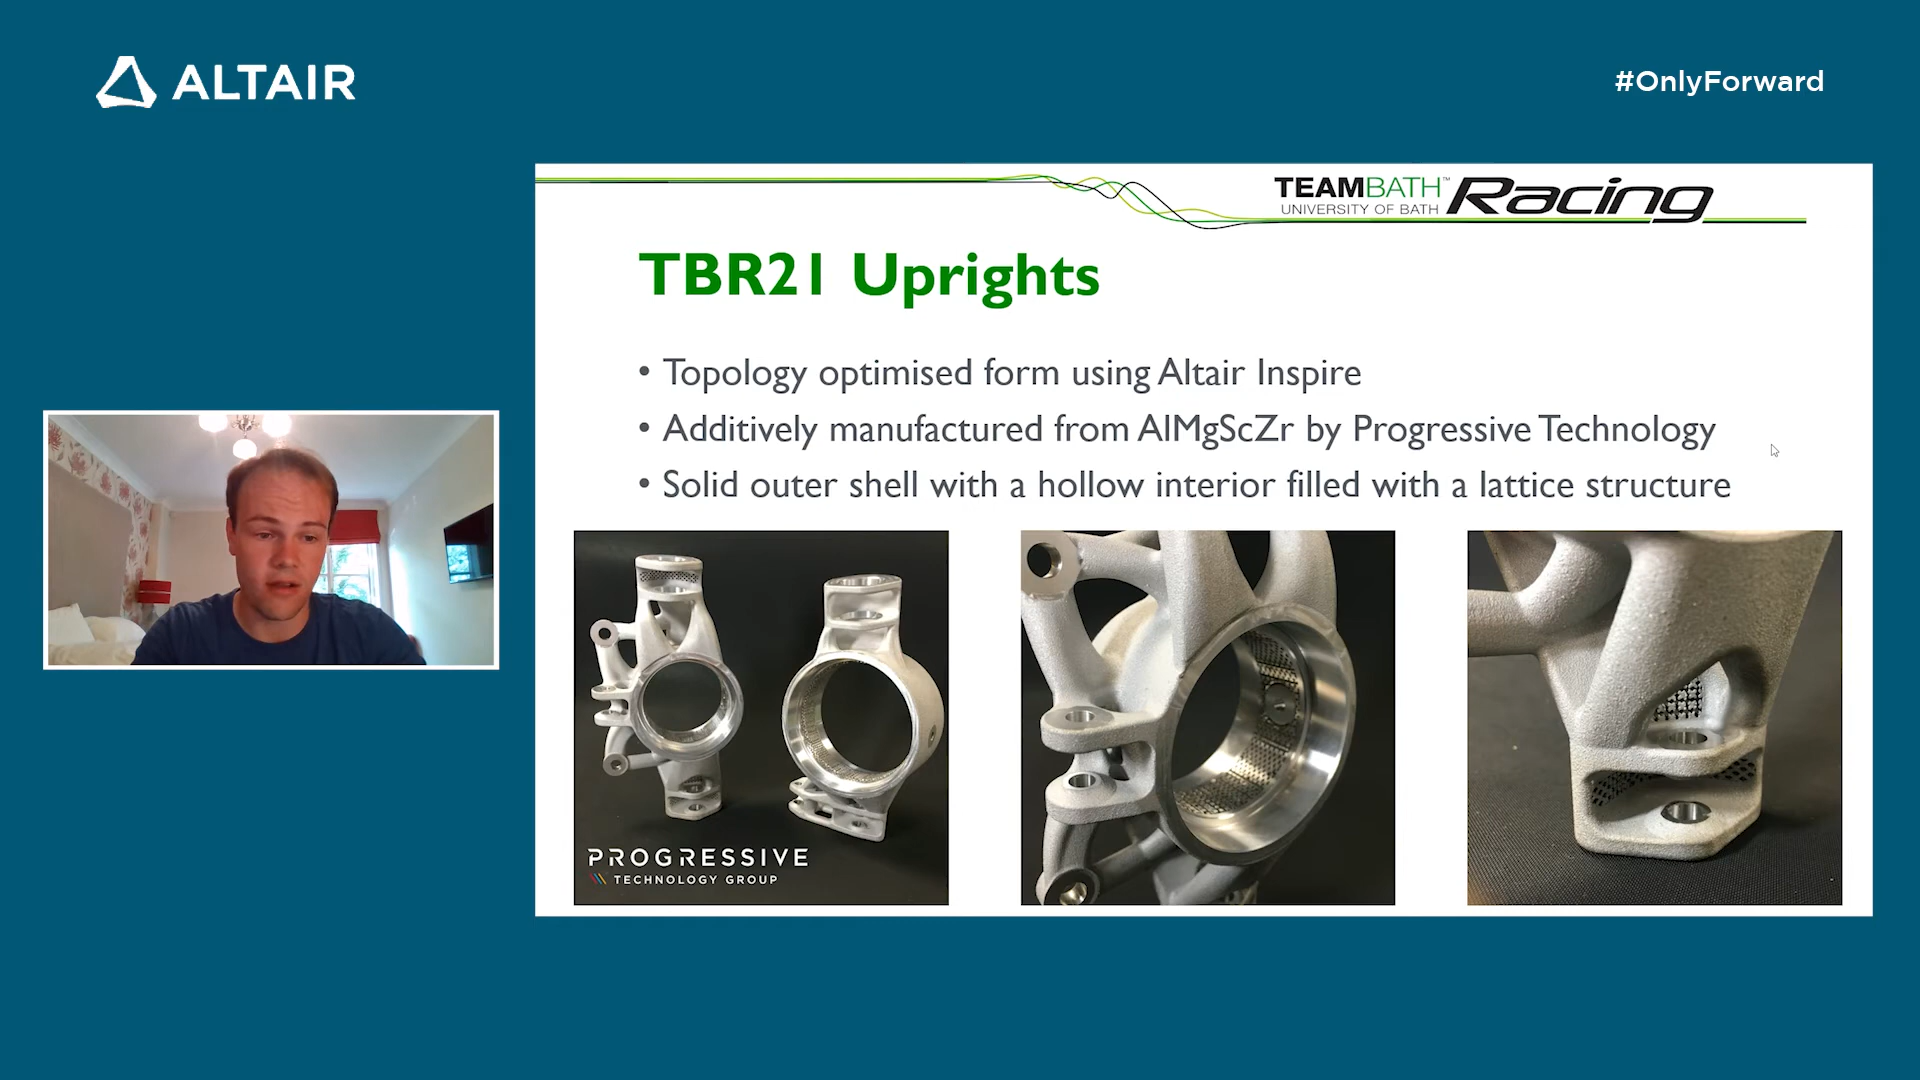 ALTAIR
#OnlyForward
TEAMBATH™ Racing
UNIVERSITY OF BATH
TBR21 Uprights
• Topology optimised form using Altair Inspire
• Additively manufactured from AlMgScZr by Progressive Technology
• Solid outer shell with a hollow interior filled with a lattice structure
PROGRESSIVE
TECHNOLOGY GROUP